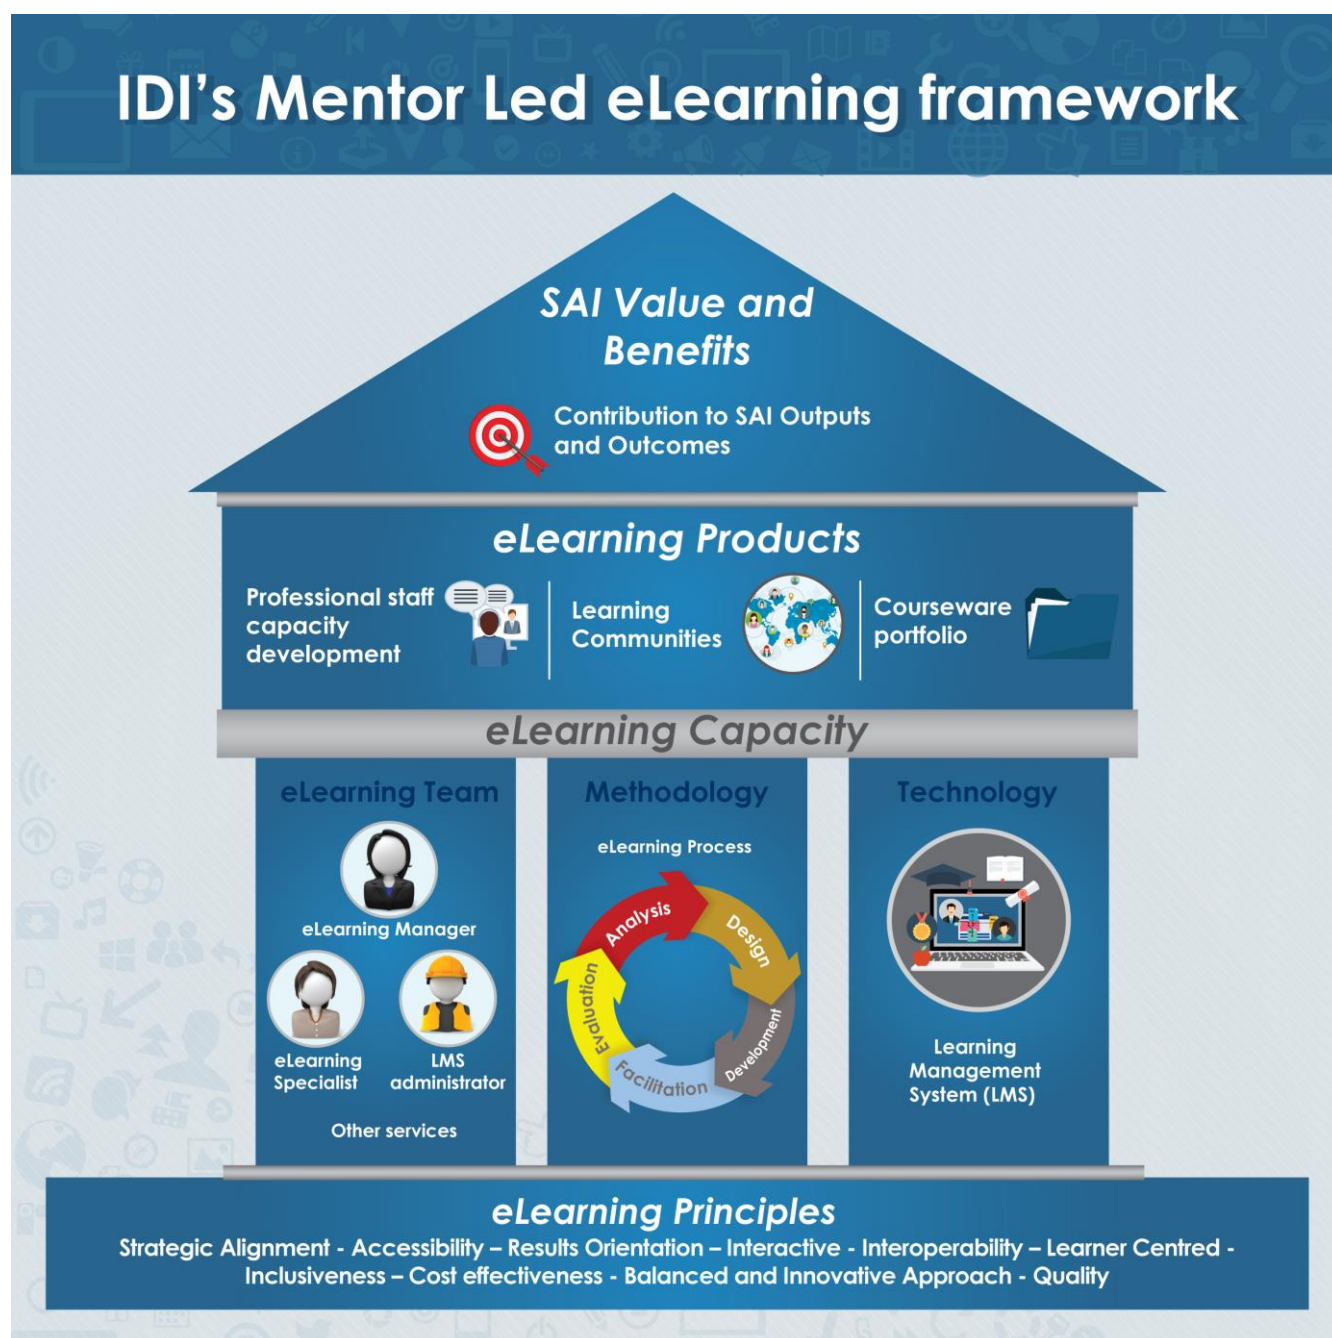 IDI's Mentor Led eLearning framework
SAI Value and
Benefits
Contribution to SAI Outputs
and Outcomes
eLearning Products
Professional staff
capacity
development
Learning
Communities
Courseware
portfolio
eLearning Capacity
eLearning Team
eLearning Manager
eLearning
Specialist
LMS
administrator
Other services
Methodology
eLearning Process
Analysis
Design
Development
Facilitation
Evaluation
Technology
Learning
Management
System (LMS)
eLearning Principles
Strategic Alignment - Accessibility – Results Orientation – Interactive - Interoperability – Learner Centred -
Inclusiveness – Cost effectiveness - Balanced and Innovative Approach - Quality